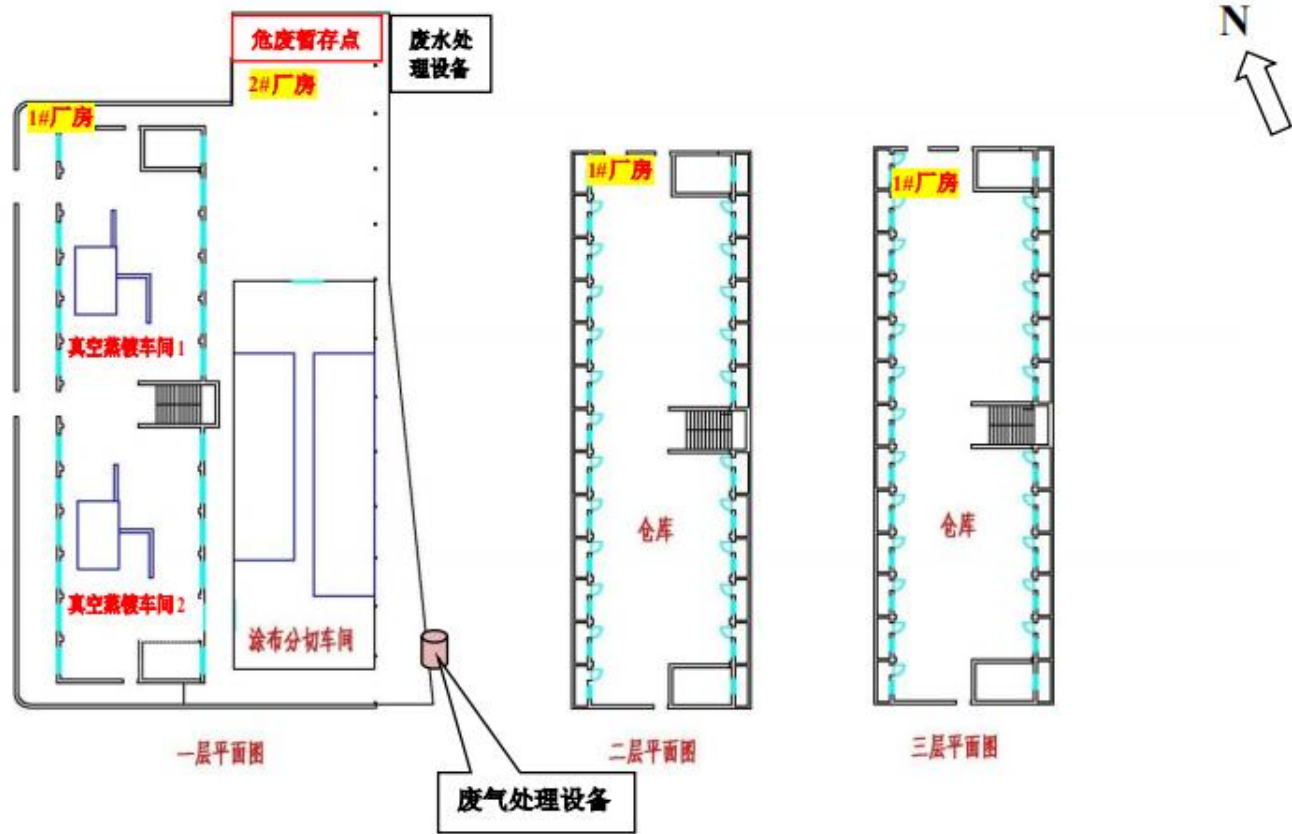 危废暂存点
废水处
理设备
N
2#厂房
1#厂房
1#厂房
1#厂房
真空蒸镀车间1
仓库
仓库
真空蒸镀车间2
涂布分切车间
一层平面图
二层平面图
三层平面图
废气处理设备